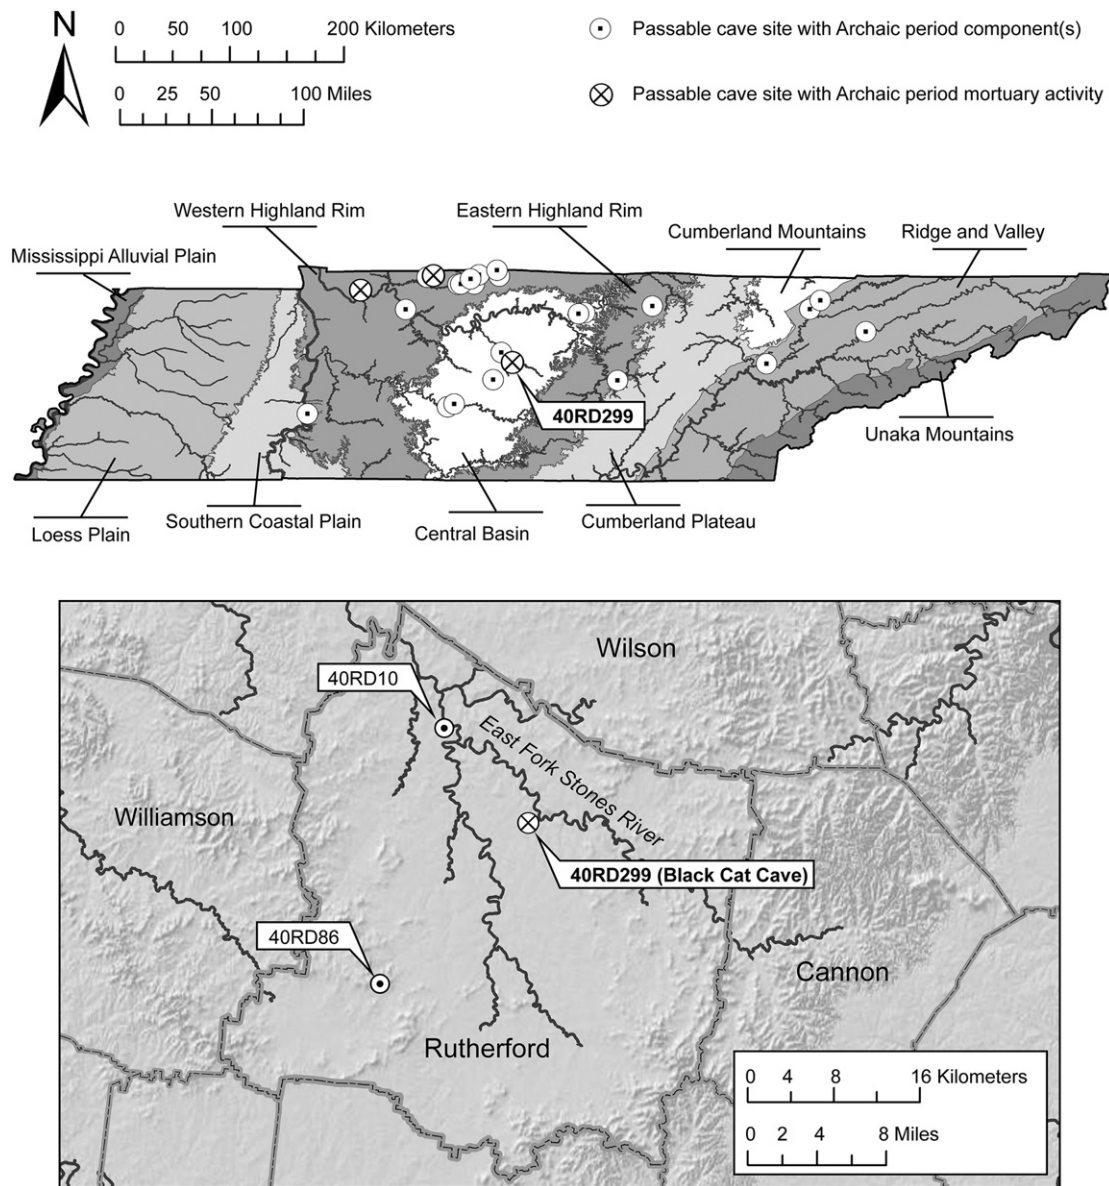 N
0 50 100 200 Kilometers
0 25 50 100 Miles
Passable cave site with Archaic period component(s)
Passable cave site with Archaic period mortuary activity
Western Highland Rim
Eastern Highland Rim
Cumberland Mountains
Ridge and Valley
Mississippi Alluvial Plain
40RD299
Unaka Mountains
Loess Plain
Southern Coastal Plain
Central Basin
Cumberland Plateau
Wilson
40RD10
East Fork Stones River
Williamson
40RD299 (Black Cat Cave)
40RD86
Cannon
Rutherford
0 4 8 16 Kilometers
0 2 4 8 Miles